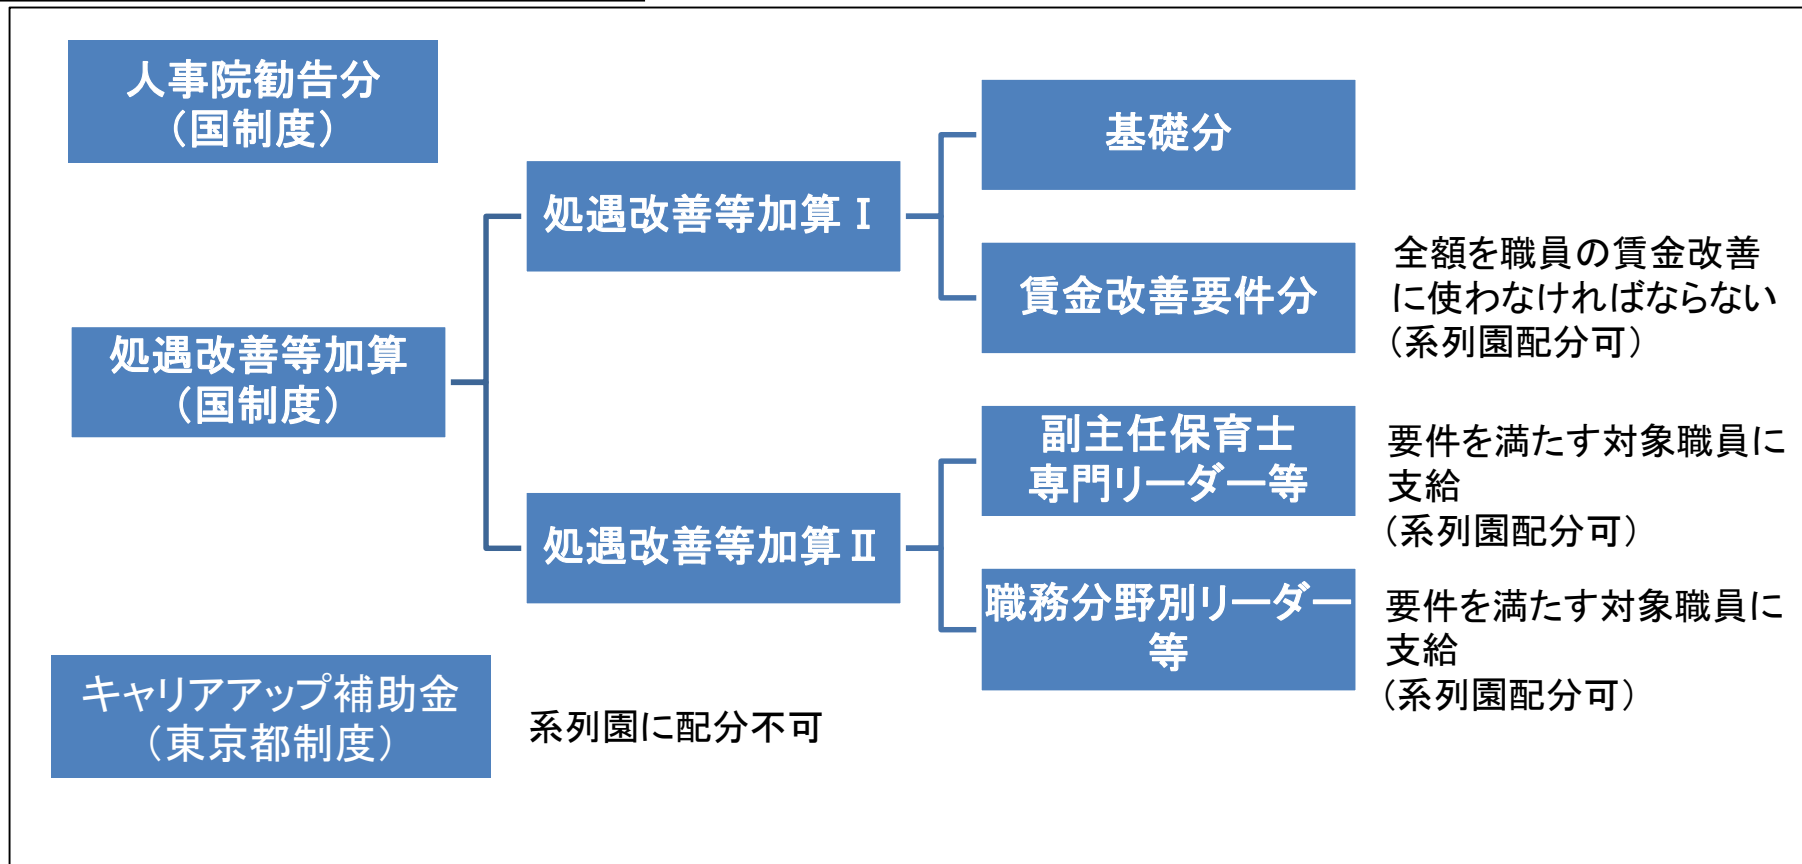 人事院勧告分
（国制度）
処遇改善等加算
（国制度）
処遇改善等加算Ⅰ
基礎分
賃金改善要件分
全額を職員の賃金改善
に使わなければならない
（系列園配分可）
処遇改善等加算Ⅱ
副主任保育士
専門リーダー等
要件を満たす対象職員に
支給
（系列園配分可）
職務分野別リーダー
等
要件を満たす対象職員に
支給
（系列園配分可）
キャリアアップ補助金
（東京都制度）
系列園に配分不可